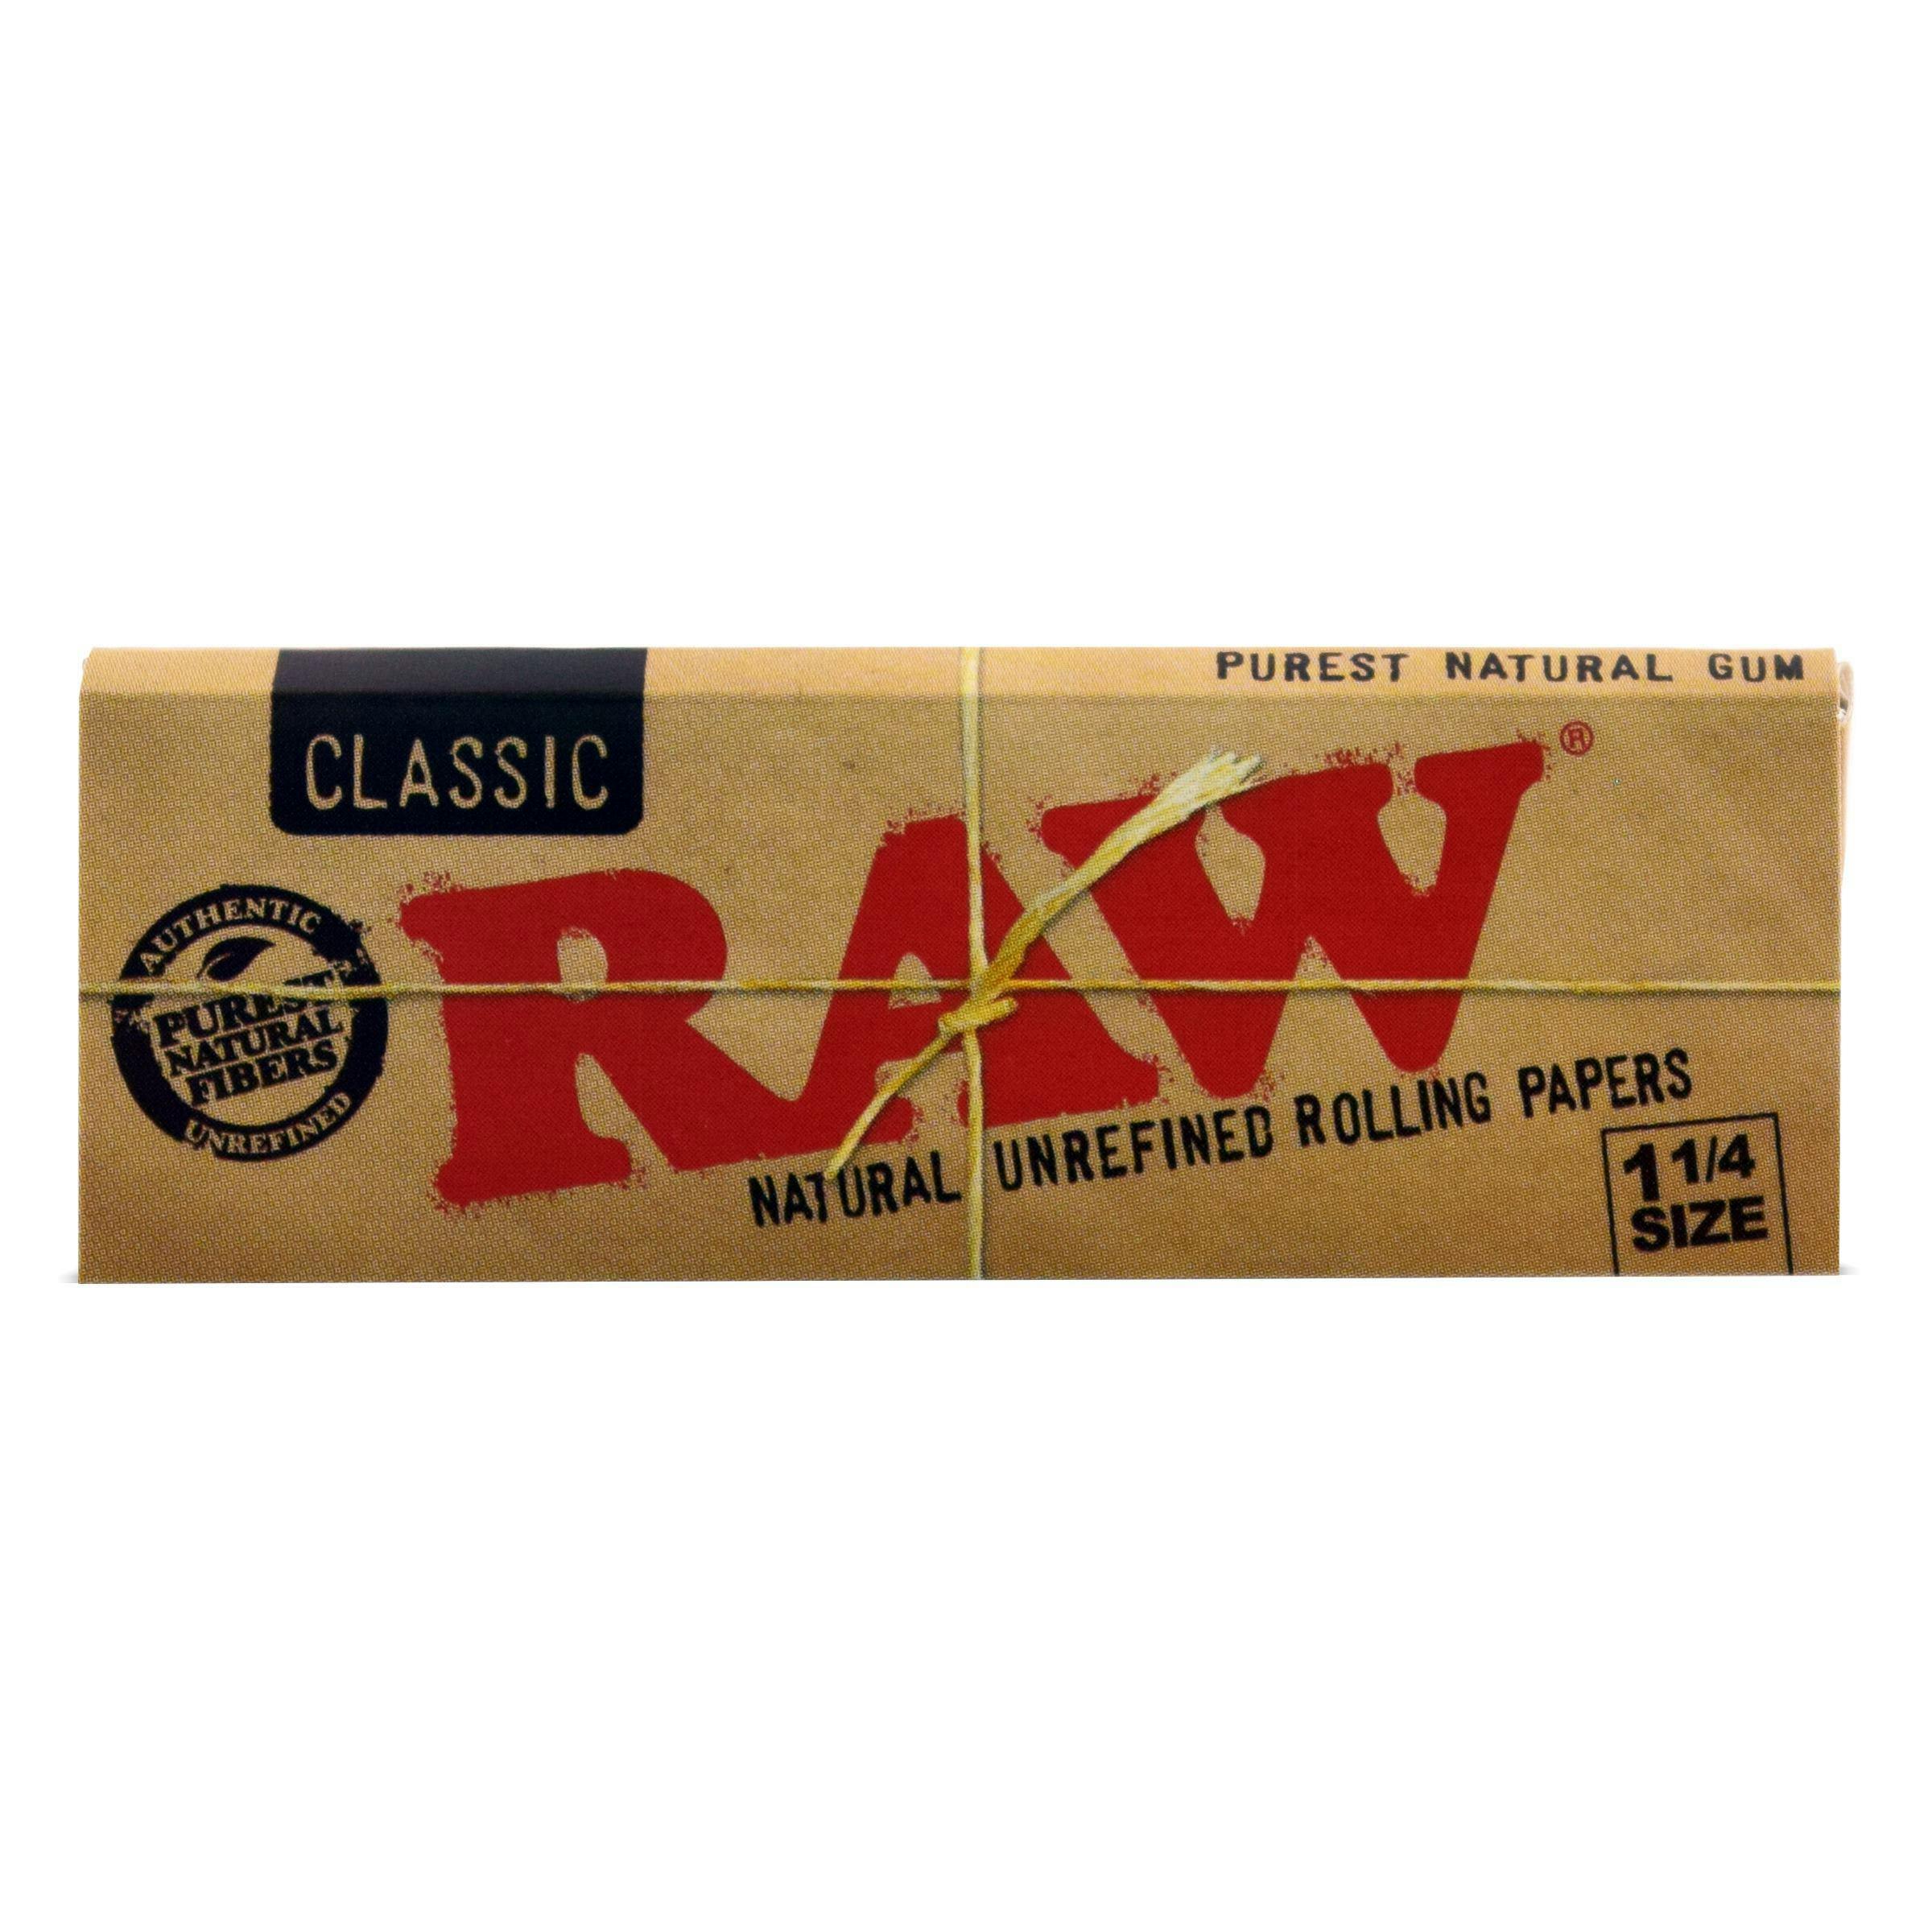 PUREST NATURAL GUM
CLASSIC
RAW®
AUTHENTIC
PUREST
NATURAL
FIBERS
UNREFINED
NATURAL UNREFINED ROLLING PAPERS
1 1/4
SIZE